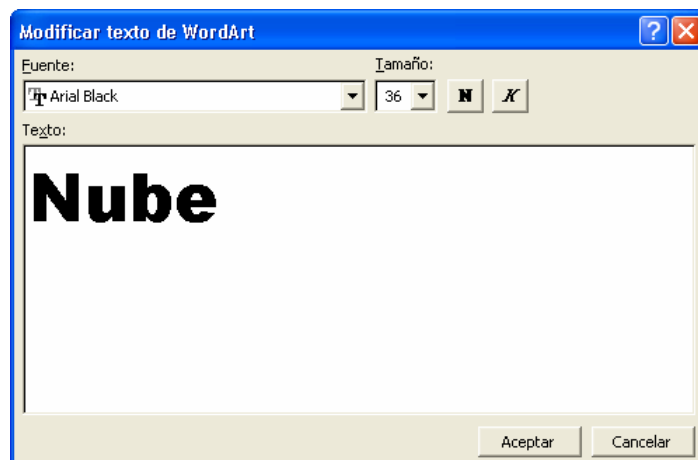 Modificar texto de WordArt
Fuente: Tamaño:
Arial Black 36 N K
Texto:
Nube
Aceptar Cancelar